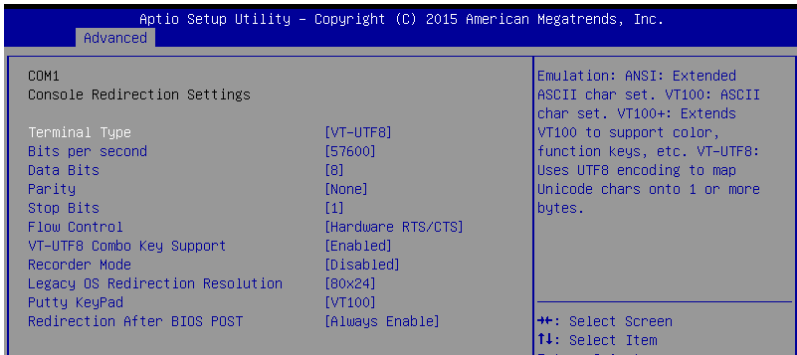 Aptio Setup Utility – Copyright (C) 2015 American Megatrends, Inc.
Advanced
COM1
Console Redirection Settings
Terminal Type [VT-UTF8]
Bits per second [57600]
Data Bits [8]
Parity [None]
Stop Bits [1]
Flow Control [Hardware RTS/CTS]
VT-UTF8 Combo Key Support [Enabled]
Recorder Mode [Disabled]
Legacy OS Redirection Resolution [80x24]
Putty KeyPad [VT100]
Redirection After BIOS POST [Always Enable]
Emulation: ANSI: Extended
ASCII char set. VT100: ASCII
char set. VT100+: Extends
VT100 to support color,
function keys, etc. VT-UTF8:
Uses UTF8 encoding to map
Unicode chars onto 1 or more
bytes.
→←: Select Screen
↑↓: Select Item